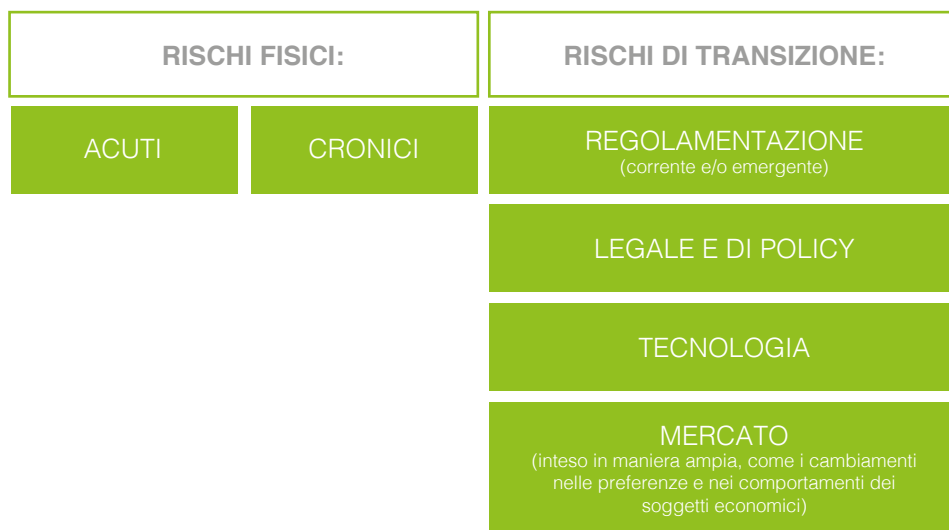 RISCHI FISICI:
RISCHI DI TRANSIZIONE:
ACUTI
CRONICI
REGOLAMENTAZIONE
(corrente e/o emergente)
LEGALE E DI POLICY
TECNOLOGIA
MERCATO
(inteso in maniera ampia, come i cambiamenti
nelle preferenze e nei comportamenti dei
soggetti economici)